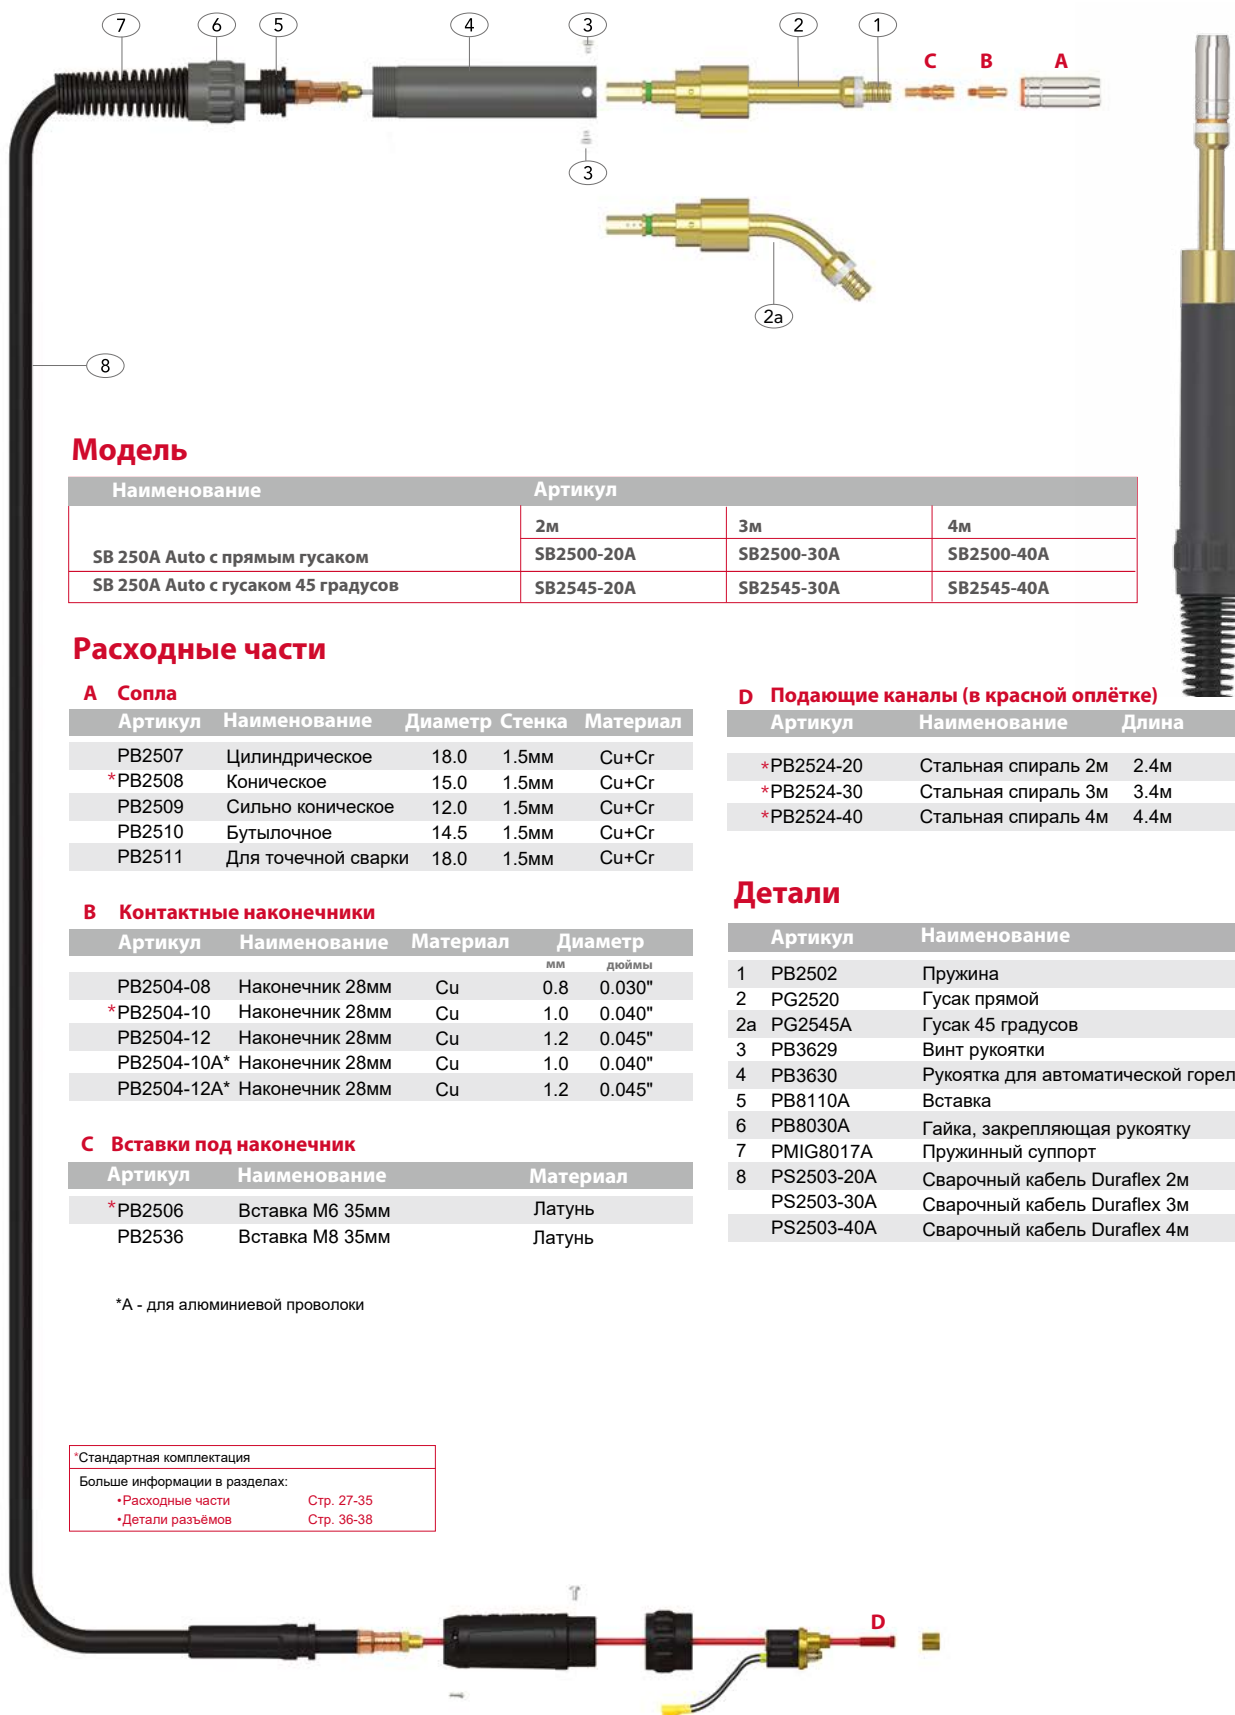 7 6 5 4 3 2 1
C B A
3
2a
8
Модель
Наименование Артикул
2м 3м 4м
SB 250A Auto с прямым гусаком SB2500-20A SB2500-30A SB2500-40A
SB 250A Auto с гусаком 45 градусов SB2545-20A SB2545-30A SB2545-40A
Расходные части
A Сопла
Артикул Наименование Диаметр Стенка Материал
PB2507 Цилиндрическое 18.0 1.5мм Cu+Cr
*PB2508 Коническое 15.0 1.5мм Cu+Cr
PB2509 Сильно коническое 12.0 1.5мм Cu+Cr
PB2510 Бутылочное 14.5 1.5мм Cu+Cr
PB2511 Для точечной сварки 18.0 1.5мм Cu+Cr
B Контактные наконечники
Артикул Наименование Материал Диаметр
мм дюймы
PB2504-08 Наконечник 28мм Cu 0.8 0.030"
*PB2504-10 Наконечник 28мм Cu 1.0 0.040"
PB2504-12 Наконечник 28мм Cu 1.2 0.045"
PB2504-10A* Наконечник 28мм Cu 1.0 0.040"
PB2504-12A* Наконечник 28мм Cu 1.2 0.045"
C Вставки под наконечник
Артикул Наименование Материал
*PB2506 Вставка М6 35мм Латунь
PB2536 Вставка М8 35мм Латунь
*А - для алюминиевой проволоки
D Подающие каналы (в красной оплётке)
Артикул Наименование Длина
*PB2524-20 Стальная спираль 2м 2.4м
*PB2524-30 Стальная спираль 3м 3.4м
*PB2524-40 Стальная спираль 4м 4.4м
Детали
Артикул Наименование
1 PB2502 Пружина
2 PG2520 Гусак прямой
2a PG2545A Гусак 45 градусов
3 PB3629 Винт рукоятки
4 PB3630 Рукоятка для автоматической горел
5 PB8110A Вставка
6 PB8030A Гайка, закрепляющая рукоятку
7 PMIG8017A Пружинный суппорт
8 PS2503-20A Сварочный кабель Duraflex 2м
PS2503-30A Сварочный кабель Duraflex 3м
PS2503-40A Сварочный кабель Duraflex 4м
*Стандартная комплектация
Больше информации в разделах:
•Расходные части Стр. 27-35
•Детали разъёмов Стр. 36-38
D